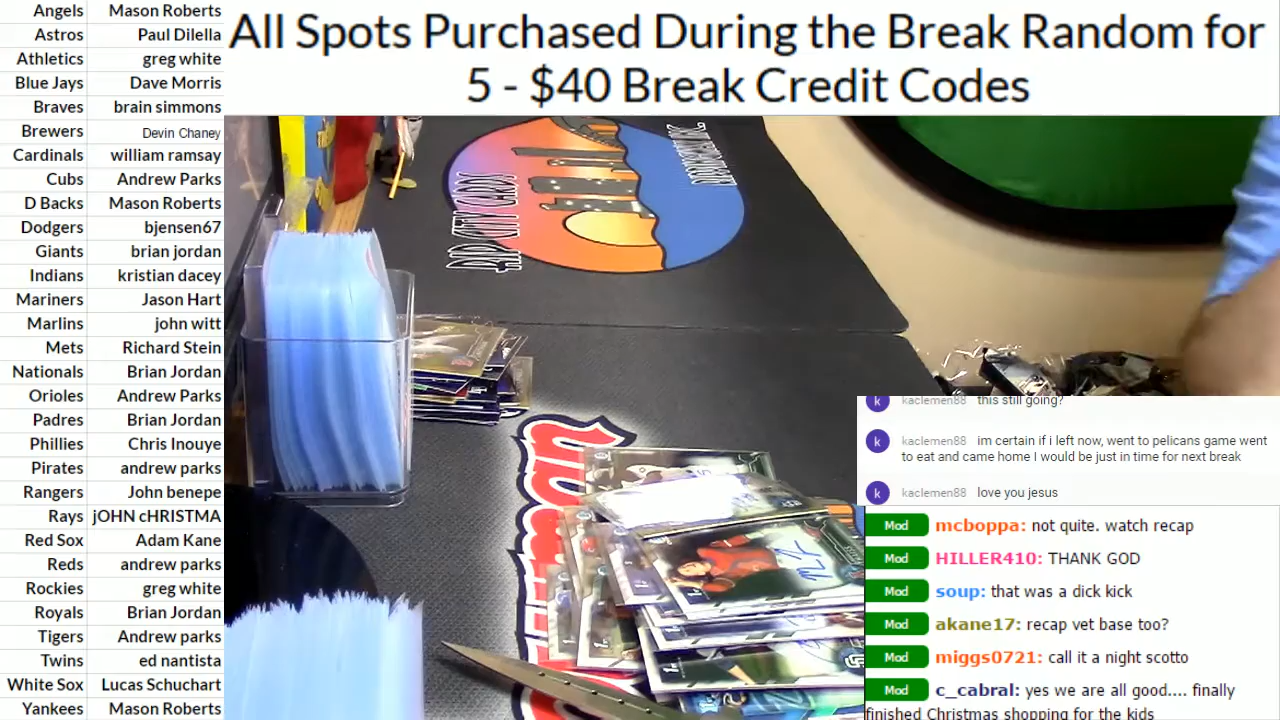 Angels Mason Roberts
Astros Paul Dilella
Athletics greg white
Blue Jays Dave Morris
Braves brain simmons
Brewers Devin Chaney
Cardinals william ramsay
Cubs Andrew Parks
D Backs Mason Roberts
Dodgers bjensen67
Giants brian jordan
Indians kristian dacey
Mariners Jason Hart
Marlins john witt
Mets Richard Stein
Nationals Brian Jordan
Orioles Andrew Parks
Padres Brian Jordan
Phillies Chris Inouye
Pirates andrew parks
Rangers John benepe
Rays jOHN cHRISTMA
Red Sox Adam Kane
Reds andrew parks
Rockies greg white
Royals Brian Jordan
Tigers Andrew parks
Twins ed nantista
White Sox Lucas Schuchart
Yankees Mason Roberts
All Spots Purchased During the Break Random for
5 - $40 Break Credit Codes
RIP CITY CARDS
k kaclemen88 this still going?
k kaclemen88 im certain if i left now, went to pelicans game went
to eat and came home I would be just in time for next break
k kaclemen88 love you jesus
Mod mcboppa: not quite. watch recap
Mod HILLER410: THANK GOD
Mod soup: that was a dick kick
Mod akane17: recap vet base too?
Mod miggs0721: call it a night scotto
Mod c_cabral: yes we are all good.... finally
finished Christmas shopping for the kids